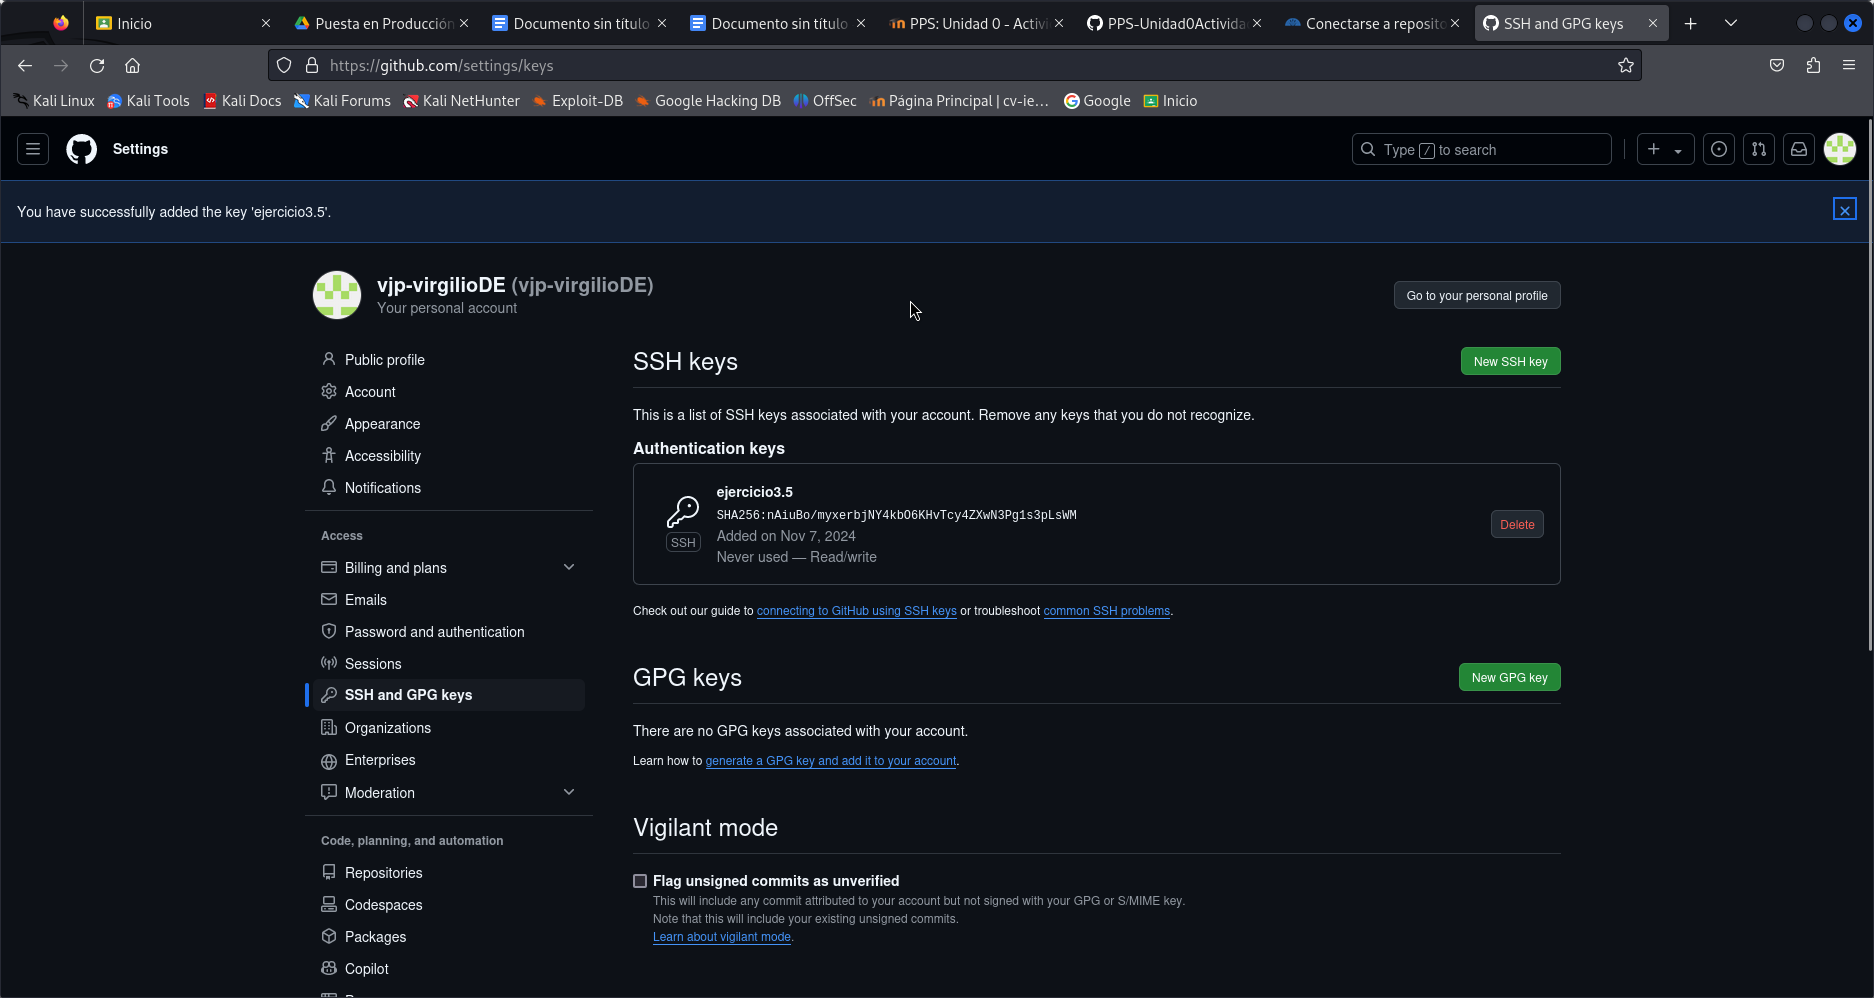 Inicio
Puesta en Producción
Documento sin título
Documento sin título
PPS: Unidad 0 - Activi
PPS-Unidad0Activida
Conectarse a reposito
SSH and GPG keys
https://github.com/settings/keys
Kali Linux
Kali Tools
Kali Docs
Kali Forums
Kali NetHunter
Exploit-DB
Google Hacking DB
OffSec
Página Principal | cv-ie…
Google
Inicio
Settings
Type / to search
You have successfully added the key 'ejercicio3.5'.
vjp-virgilioDE (vjp-virgilioDE)
Your personal account
Go to your personal profile
Public profile
Account
Appearance
Accessibility
Notifications
Access
Billing and plans
Emails
Password and authentication
Sessions
SSH and GPG keys
Organizations
Enterprises
Moderation
Code, planning, and automation
Repositories
Codespaces
Packages
Copilot
SSH keys
New SSH key
This is a list of SSH keys associated with your account. Remove any keys that you do not recognize.
Authentication keys
ejercicio3.5
SHA256:nAiuBo/myxerbjNY4kbO6KHvTcy4ZXwN3Pg1s3pLsWM
SSH
Added on Nov 7, 2024
Never used — Read/write
Delete
Check out our guide to connecting to GitHub using SSH keys or troubleshoot common SSH problems.
GPG keys
New GPG key
There are no GPG keys associated with your account.
Learn how to generate a GPG key and add it to your account.
Vigilant mode
Flag unsigned commits as unverified
This will include any commit attributed to your account but not signed with your GPG or S/MIME key.
Note that this will include your existing unsigned commits.
Learn about vigilant mode.